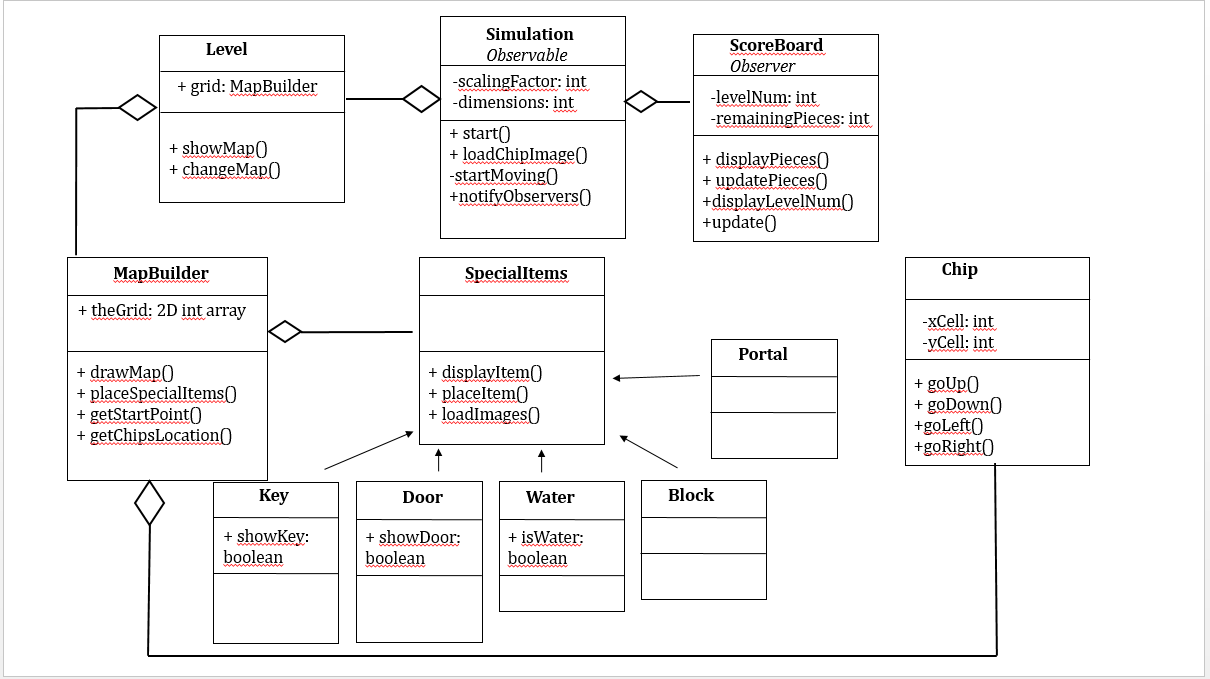 Level
+ grid: MapBuilder
+ showMap()
+ changeMap()
Simulation
Observable
-scalingFactor: int
-dimensions: int
+ start()
+ loadChipImage()
-startMoving()
+notifyObservers()
ScoreBoard
Observer
-levelNum: int
-remainingPieces: int
+ displayPieces()
+ updatePieces()
+displayLevelNum()
+update()
MapBuilder
+ theGrid: 2D int array
+ drawMap()
+ placeSpecialItems()
+ getStartPoint()
+ getChipsLocation()
SpecialItems
+ displayItem()
+ placeItem()
+ loadImages()
Portal
Chip
-xCell: int
-yCell: int
+ goUp()
+ goDown()
+goLeft()
+goRight()
Key
+ showKey:
boolean
Door
+ showDoor:
boolean
Water
+ isWater:
boolean
Block